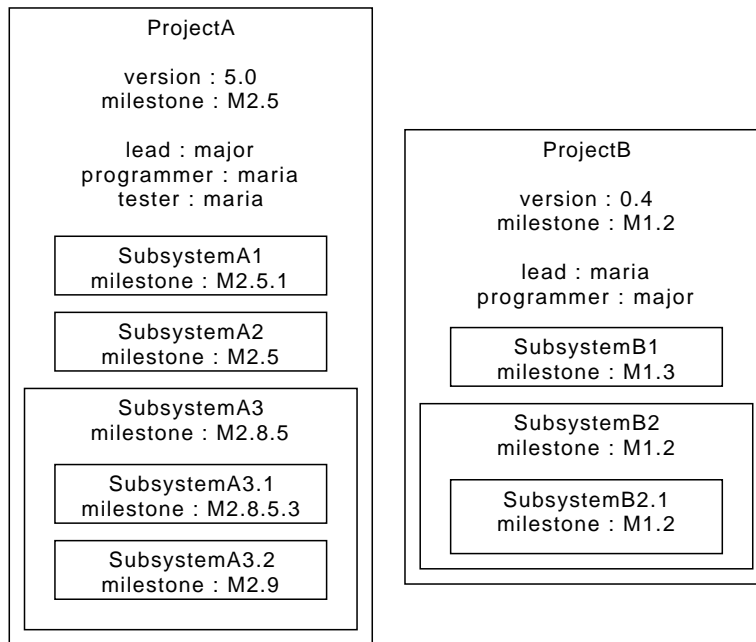 ProjectA
version : 5.0
milestone : M2.5
lead : major
programmer : maria
tester : maria
SubsystemA1
milestone : M2.5.1
SubsystemA2
milestone : M2.5
SubsystemA3
milestone : M2.8.5
SubsystemA3.1
milestone : M2.8.5.3
SubsystemA3.2
milestone : M2.9
ProjectB
version : 0.4
milestone : M1.2
lead : maria
programmer : major
SubsystemB1
milestone : M1.3
SubsystemB2
milestone : M1.2
SubsystemB2.1
milestone : M1.2